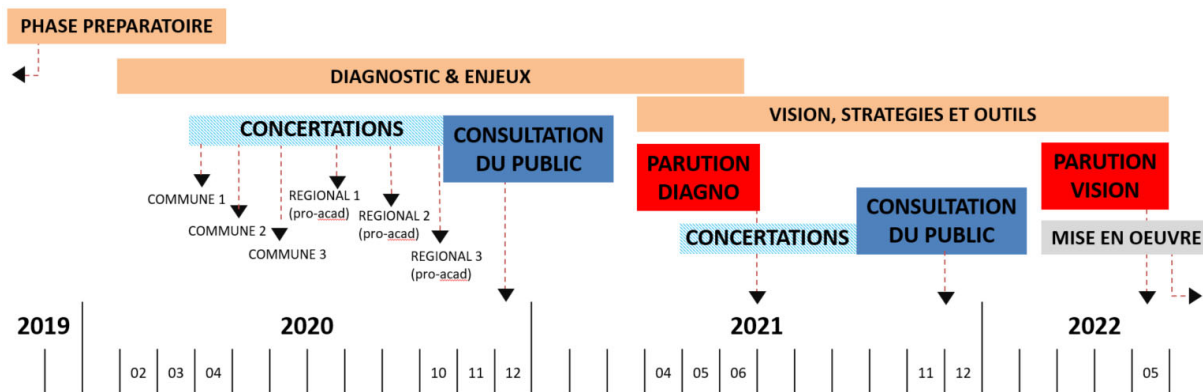 PHASE PREPARATOIRE
DIAGNOSTIC & ENJEUX
VISION, STRATEGIES ET OUTILS
CONCERTATIONS
CONSULTATION
DU PUBLIC
PARUTION
DIAGNO
PARUTION
VISION
COMMUNE 1
COMMUNE 2
COMMUNE 3
REGIONAL 1
(pro-acad)
REGIONAL 2
(pro-acad)
REGIONAL 3
(pro-acad)
CONCERTATIONS
CONSULTATION
DU PUBLIC
MISE EN OEUVRE
2019 2020 2021 2022
02 03 04 10 11 12 04 05 06 11 12 05